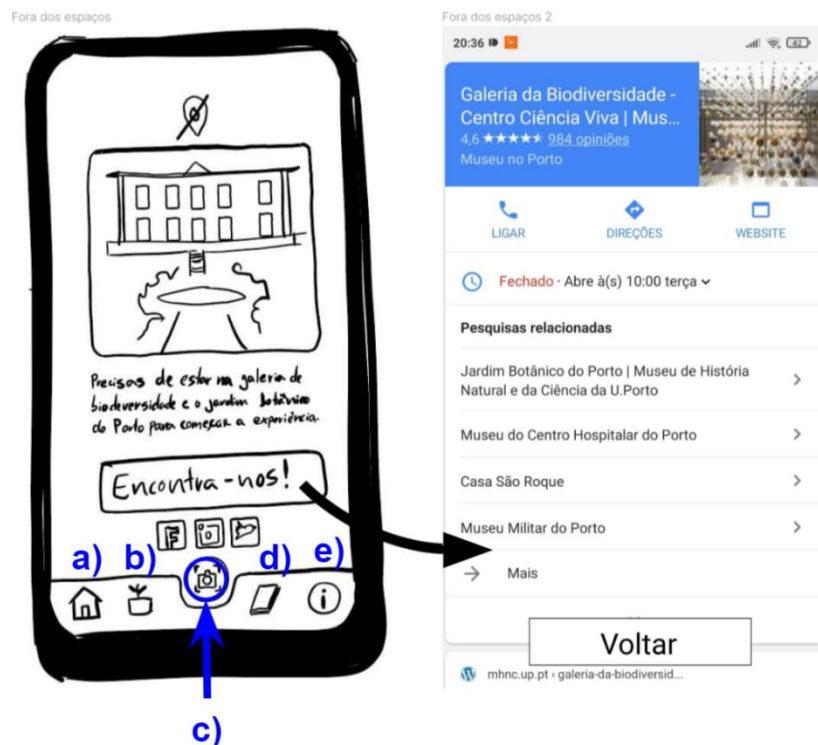 Fora dos espaços
Precisas de estar na galeria de
biodeversidade e o jardim botânico
do Porto para começar a experiência.
Encontra-nos!
a) b) d) e)
c)
Fora dos espaços 2
20:36
42
Galeria da Biodiversidade -
Centro Ciência Viva | Mus...
4,6 ★★★★★ 984 opiniões
Museu no Porto
LIGAR DIREÇÕES WEBSITE
Fechado · Abre à(s) 10:00 terça
Pesquisas relacionadas
Jardim Botânico do Porto | Museu de História
Natural e da Ciência da U.Porto
Museu do Centro Hospitalar do Porto
Casa São Roque
Museu Militar do Porto
Mais
Voltar
mhnc.up.pt › galeria-da-biodiversid...